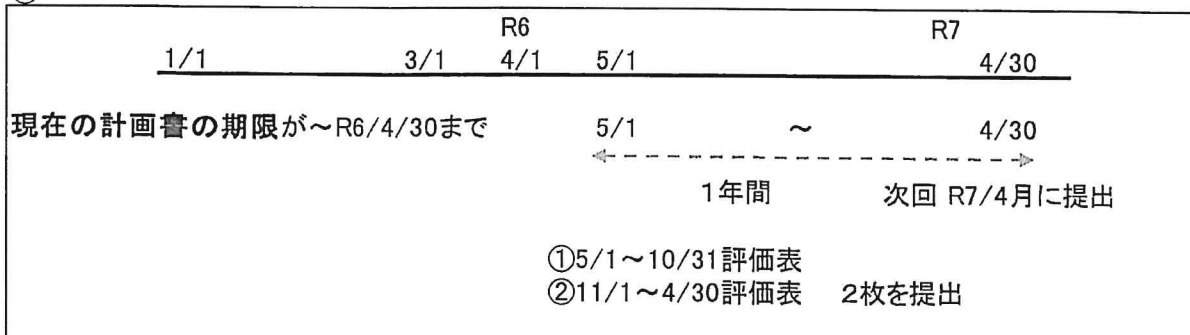 R6 R7
1/1 3/1 4/1 5/1 4/30
現在の計画書の期限が～R6/4/30まで 5/1 ～ 4/30
1年間 次回 R7/4月に提出
①5/1～10/31評価表
②11/1～4/30評価表 2枚を提出